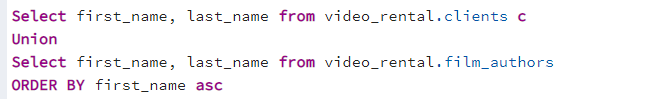 Select first_name, last_name from video_rental.clients c
Union
Select first_name, last_name from video_rental.film_authors
ORDER BY first_name asc